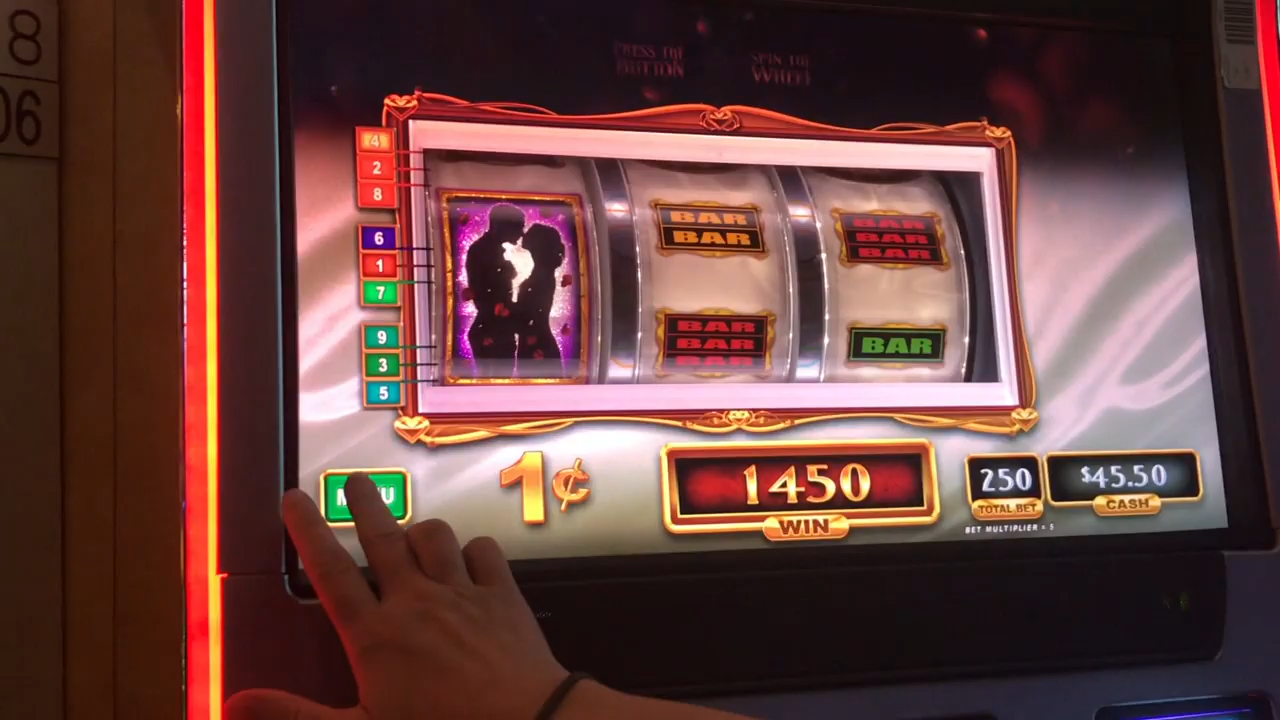 8
06
PRESS THE
BUTTON
SPIN THE
WHEEL
4
2
8
6
1
7
9
3
5
BAR
BAR
BAR
BAR
BAR
BAR
BAR
BAR
BAR
1¢
MENU
1450
WIN
250
TOTAL BET
BET MULTIPLIER = 5
$45.50
CASH